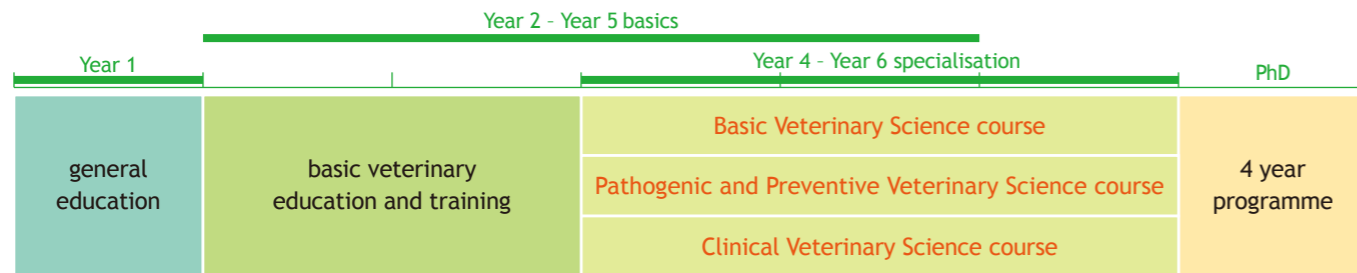 Year 2 – Year 5 basics
Year 1
Year 4 – Year 6 specialisation
PhD
general
education
basic veterinary
education and training
Basic Veterinary Science course
Pathogenic and Preventive Veterinary Science course
Clinical Veterinary Science course
4 year
programme